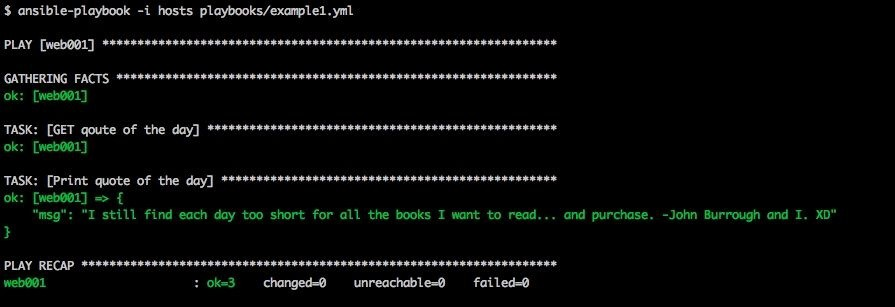 $ ansible-playbook -i hosts playbooks/example1.yml
PLAY [web001] *****************************************************************
GATHERING FACTS ***************************************************************
ok: [web001]
TASK: [GET qoute of the day] **************************************************
ok: [web001]
TASK: [Print quote of the day] ************************************************
ok: [web001] => {
    "msg": "I still find each day too short for all the books I want to read... and purchase. -John Burrough and I. XD"
}
PLAY RECAP ********************************************************************
web001                     : ok=3    changed=0    unreachable=0    failed=0